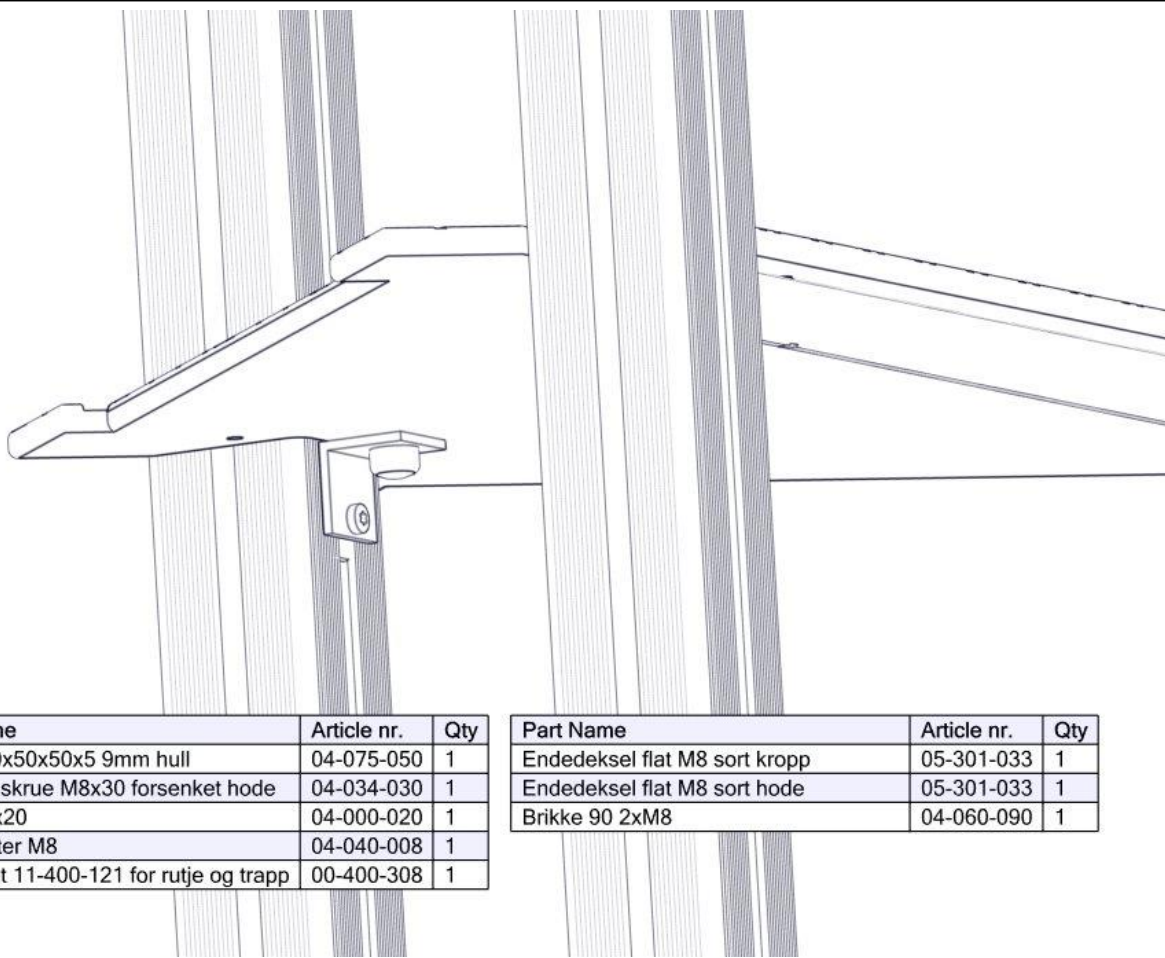 Article nr. Qty
x50x50x5 9mm hull 04-075-050 1
skrue M8x30 forsenket hode 04-034-030 1
x20 04-000-020 1
ter M8 04-040-008 1
t 11-400-121 for rutje og trapp 00-400-308 1
Part Name Article nr. Qty
Endedeksel flat M8 sort kropp 05-301-033 1
Endedeksel flat M8 sort hode 05-301-033 1
Brikke 90 2xM8 04-060-090 1